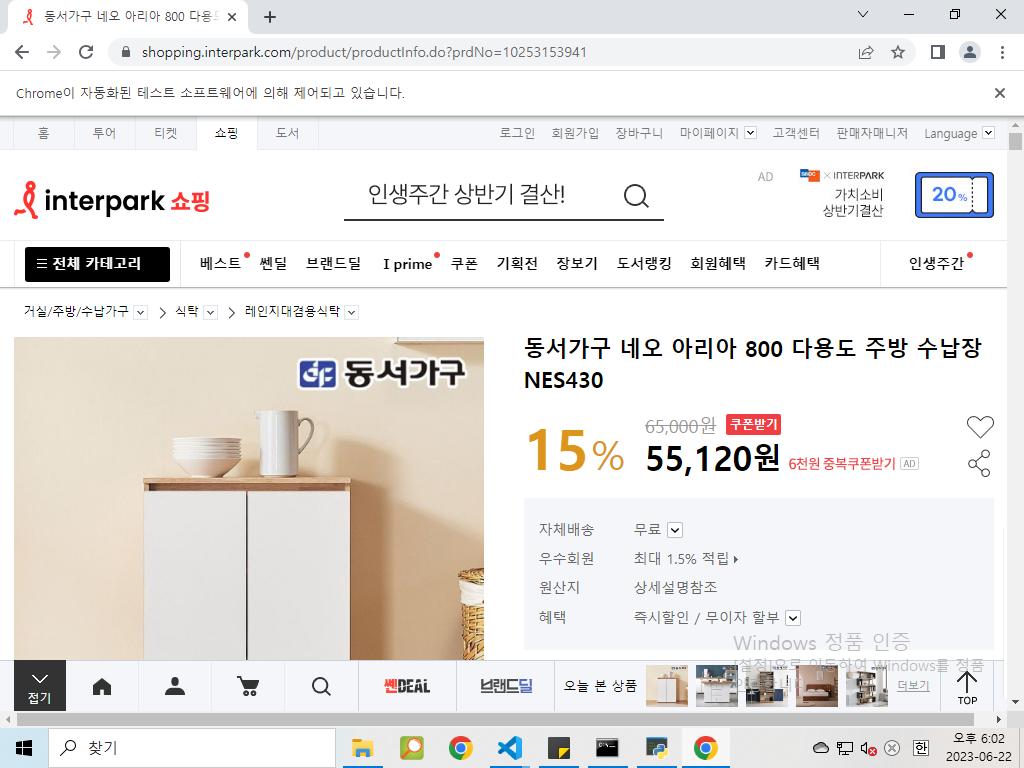 동서가구 네오 아리아 800 다용도
shopping.interpark.com/product/productInfo.do?prdNo=10253153941
Chrome이 자동화된 테스트 소프트웨어에 의해 제어되고 있습니다.
홈 투어 티켓 쇼핑 도서 로그인 회원가입 장바구니 마이페이지 고객센터 판매자매니저 Language
interpark 쇼핑
인생주간 상반기 결산!
AD
× INTERPARK
가치소비
상반기결산
20%
전체 카테고리 베스트 쎈딜 브랜드딜 I prime 쿠폰 기획전 장보기 도서랭킹 회원혜택 카드혜택 인생주간
거실/주방/수납가구 식탁 레인지대겸용식탁
동서가구
동서가구 네오 아리아 800 다용도 주방 수납장
NES430
15%
65,000원 쿠폰받기
55,120원 6천원 중복쿠폰받기 AD
자체배송 무료
우수회원 최대 1.5% 적립
원산지 상세설명참조
혜택 즉시할인 / 무이자 할부
Windows 정품 인증
[설정]으로 이동하여 Windows를 정품
접기
쎈DEAL
브랜드딜
오늘 본 상품
더보기
TOP
찾기
한
오후 6:02
2023-06-22